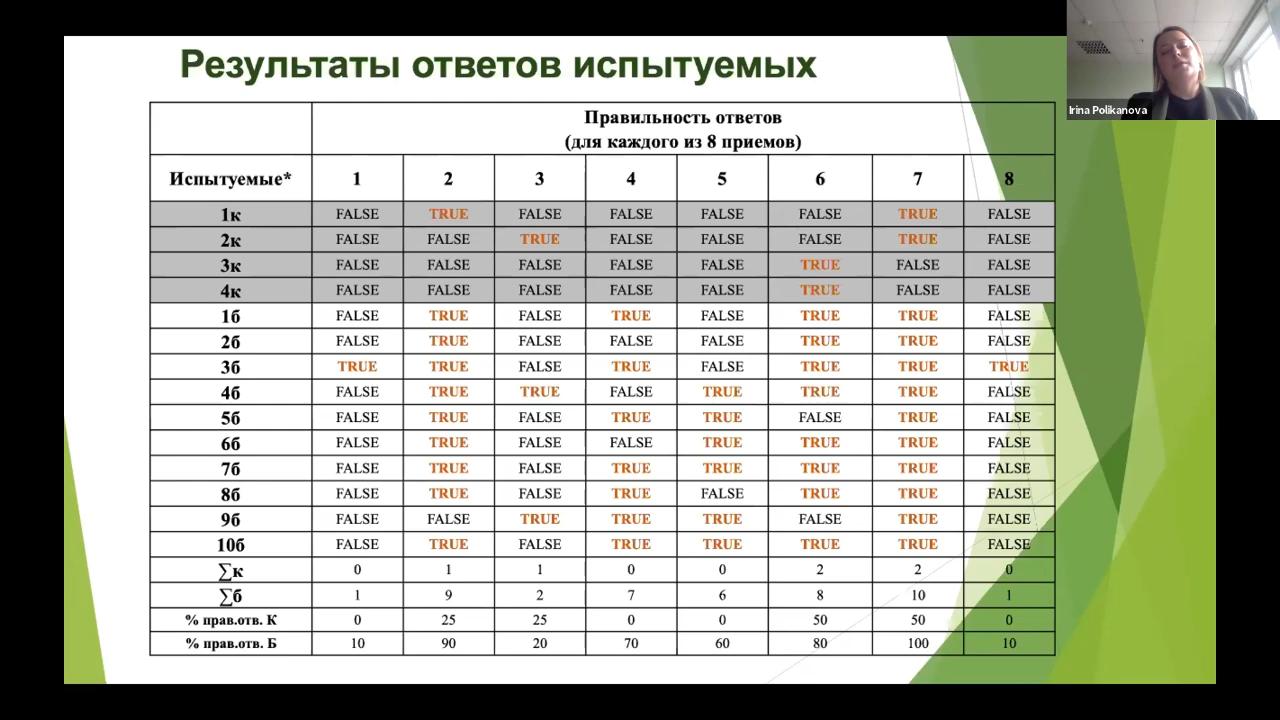 Irina Polikanova
Результаты ответов испытуемых
Правильность ответов
(для каждого из 8 приемов)
Испытуемые* 1 2 3 4 5 6 7 8
1к FALSE TRUE FALSE FALSE FALSE FALSE TRUE FALSE
2к FALSE FALSE TRUE FALSE FALSE FALSE TRUE FALSE
3к FALSE FALSE FALSE FALSE FALSE TRUE FALSE FALSE
4к FALSE FALSE FALSE FALSE FALSE TRUE FALSE FALSE
1б FALSE TRUE FALSE TRUE FALSE TRUE TRUE FALSE
2б FALSE TRUE FALSE FALSE FALSE TRUE TRUE FALSE
3б TRUE TRUE FALSE TRUE FALSE TRUE TRUE TRUE
4б FALSE TRUE TRUE FALSE TRUE TRUE TRUE FALSE
5б FALSE TRUE FALSE TRUE TRUE FALSE TRUE FALSE
6б FALSE TRUE FALSE FALSE TRUE TRUE TRUE FALSE
7б FALSE TRUE FALSE TRUE TRUE TRUE TRUE FALSE
8б FALSE TRUE FALSE TRUE FALSE TRUE TRUE FALSE
9б FALSE FALSE TRUE TRUE TRUE FALSE TRUE FALSE
10б FALSE TRUE FALSE TRUE TRUE TRUE TRUE FALSE
∑к 0 1 1 0 0 2 2 0
∑б 1 9 2 7 6 8 10 1
% прав.отв. К 0 25 25 0 0 50 50 0
% прав.отв. Б 10 90 20 70 60 80 100 10